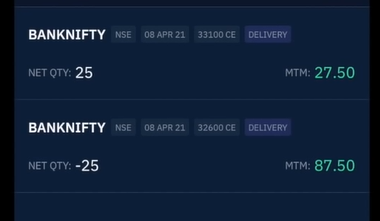 BANKNIFTY NSE 08 APR 21 33100 CE DELIVERY
NET QTY: 25 MTM: 27.50
BANKNIFTY NSE 08 APR 21 32600 CE DELIVERY
NET QTY: -25 MTM: 87.50